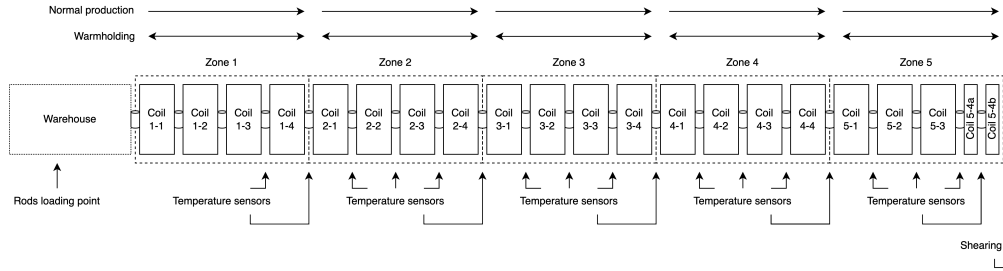 Normal production
Warmholding
Zone 1
Zone 2
Zone 3
Zone 4
Zone 5
Warehouse
Coil
1-1
Coil
1-2
Coil
1-3
Coil
1-4
Coil
2-1
Coil
2-2
Coil
2-3
Coil
2-4
Coil
3-1
Coil
3-2
Coil
3-3
Coil
3-4
Coil
4-1
Coil
4-2
Coil
4-3
Coil
4-4
Coil
5-1
Coil
5-2
Coil
5-3
Coil 5-4a
Coil 5-4b
Rods loading point
Temperature sensors
Temperature sensors
Temperature sensors
Temperature sensors
Temperature sensors
Shearing